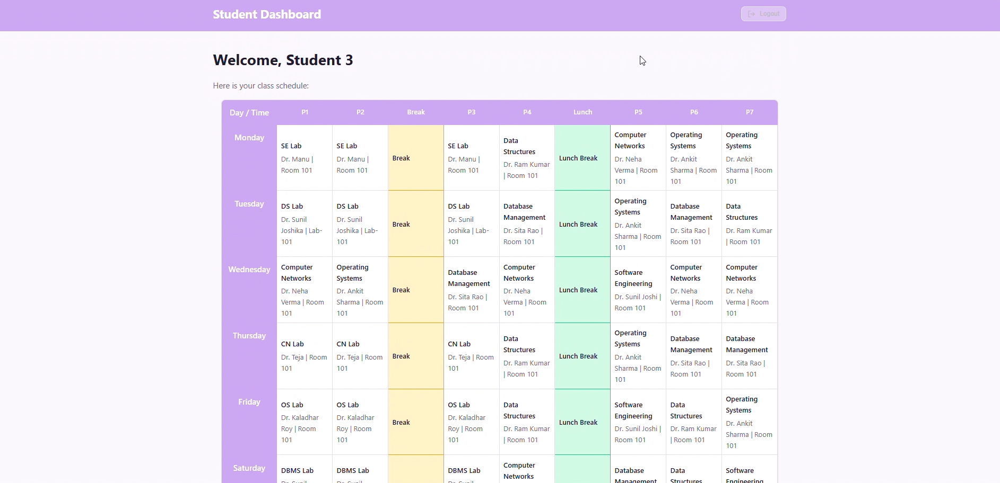 Student Dashboard
Logout
Welcome, Student 3
Here is your class schedule:
Day / Time P1 P2 Break P3 P4 Lunch P5 P6 P7
Monday
SE Lab
Dr. Manu |
Room 101
SE Lab
Dr. Manu |
Room 101
Break
SE Lab
Dr. Manu |
Room 101
Data
Structures
Dr. Ram Kumar
| Room 101
Lunch Break
Computer
Networks
Dr. Neha
Verma | Room
101
Operating
Systems
Dr. Ankit
Sharma | Room
101
Operating
Systems
Dr. Ankit
Sharma | Room
101
Tuesday
DS Lab
Dr. Sunil
Joshika | Lab-
101
DS Lab
Dr. Sunil
Joshika | Lab-
101
Break
DS Lab
Dr. Sunil
Joshika | Lab-
101
Database
Management
Dr. Sita Rao |
Room 101
Lunch Break
Operating
Systems
Dr. Ankit
Sharma | Room
101
Database
Management
Dr. Sita Rao |
Room 101
Data
Structures
Dr. Ram Kumar
| Room 101
Wednesday
Computer
Networks
Dr. Neha
Verma | Room
101
Operating
Systems
Dr. Ankit
Sharma | Room
101
Break
Database
Management
Dr. Sita Rao |
Room 101
Computer
Networks
Dr. Neha
Verma | Room
101
Lunch Break
Software
Engineering
Dr. Sunil Joshi |
Room 101
Computer
Networks
Dr. Neha
Verma | Room
101
Computer
Networks
Dr. Neha
Verma | Room
101
Thursday
CN Lab
Dr. Teja | Room
101
CN Lab
Dr. Teja | Room
101
Break
CN Lab
Dr. Teja | Room
101
Data
Structures
Dr. Ram Kumar
| Room 101
Lunch Break
Operating
Systems
Dr. Ankit
Sharma | Room
101
Database
Management
Dr. Sita Rao |
Room 101
Database
Management
Dr. Sita Rao |
Room 101
Friday
OS Lab
Dr. Kaladhar
Roy | Room
101
OS Lab
Dr. Kaladhar
Roy | Room
101
Break
OS Lab
Dr. Kaladhar
Roy | Room
101
Data
Structures
Dr. Ram Kumar
| Room 101
Lunch Break
Software
Engineering
Dr. Sunil Joshi |
Room 101
Data
Structures
Dr. Ram Kumar
| Room 101
Operating
Systems
Dr. Ankit
Sharma | Room
101
Saturday
DBMS Lab
Dr. Sunil
DBMS Lab
Dr. Sunil
DBMS Lab
Dr. Sunil
Computer
Networks
Database
Management
Data
Structures
Software
Engineering